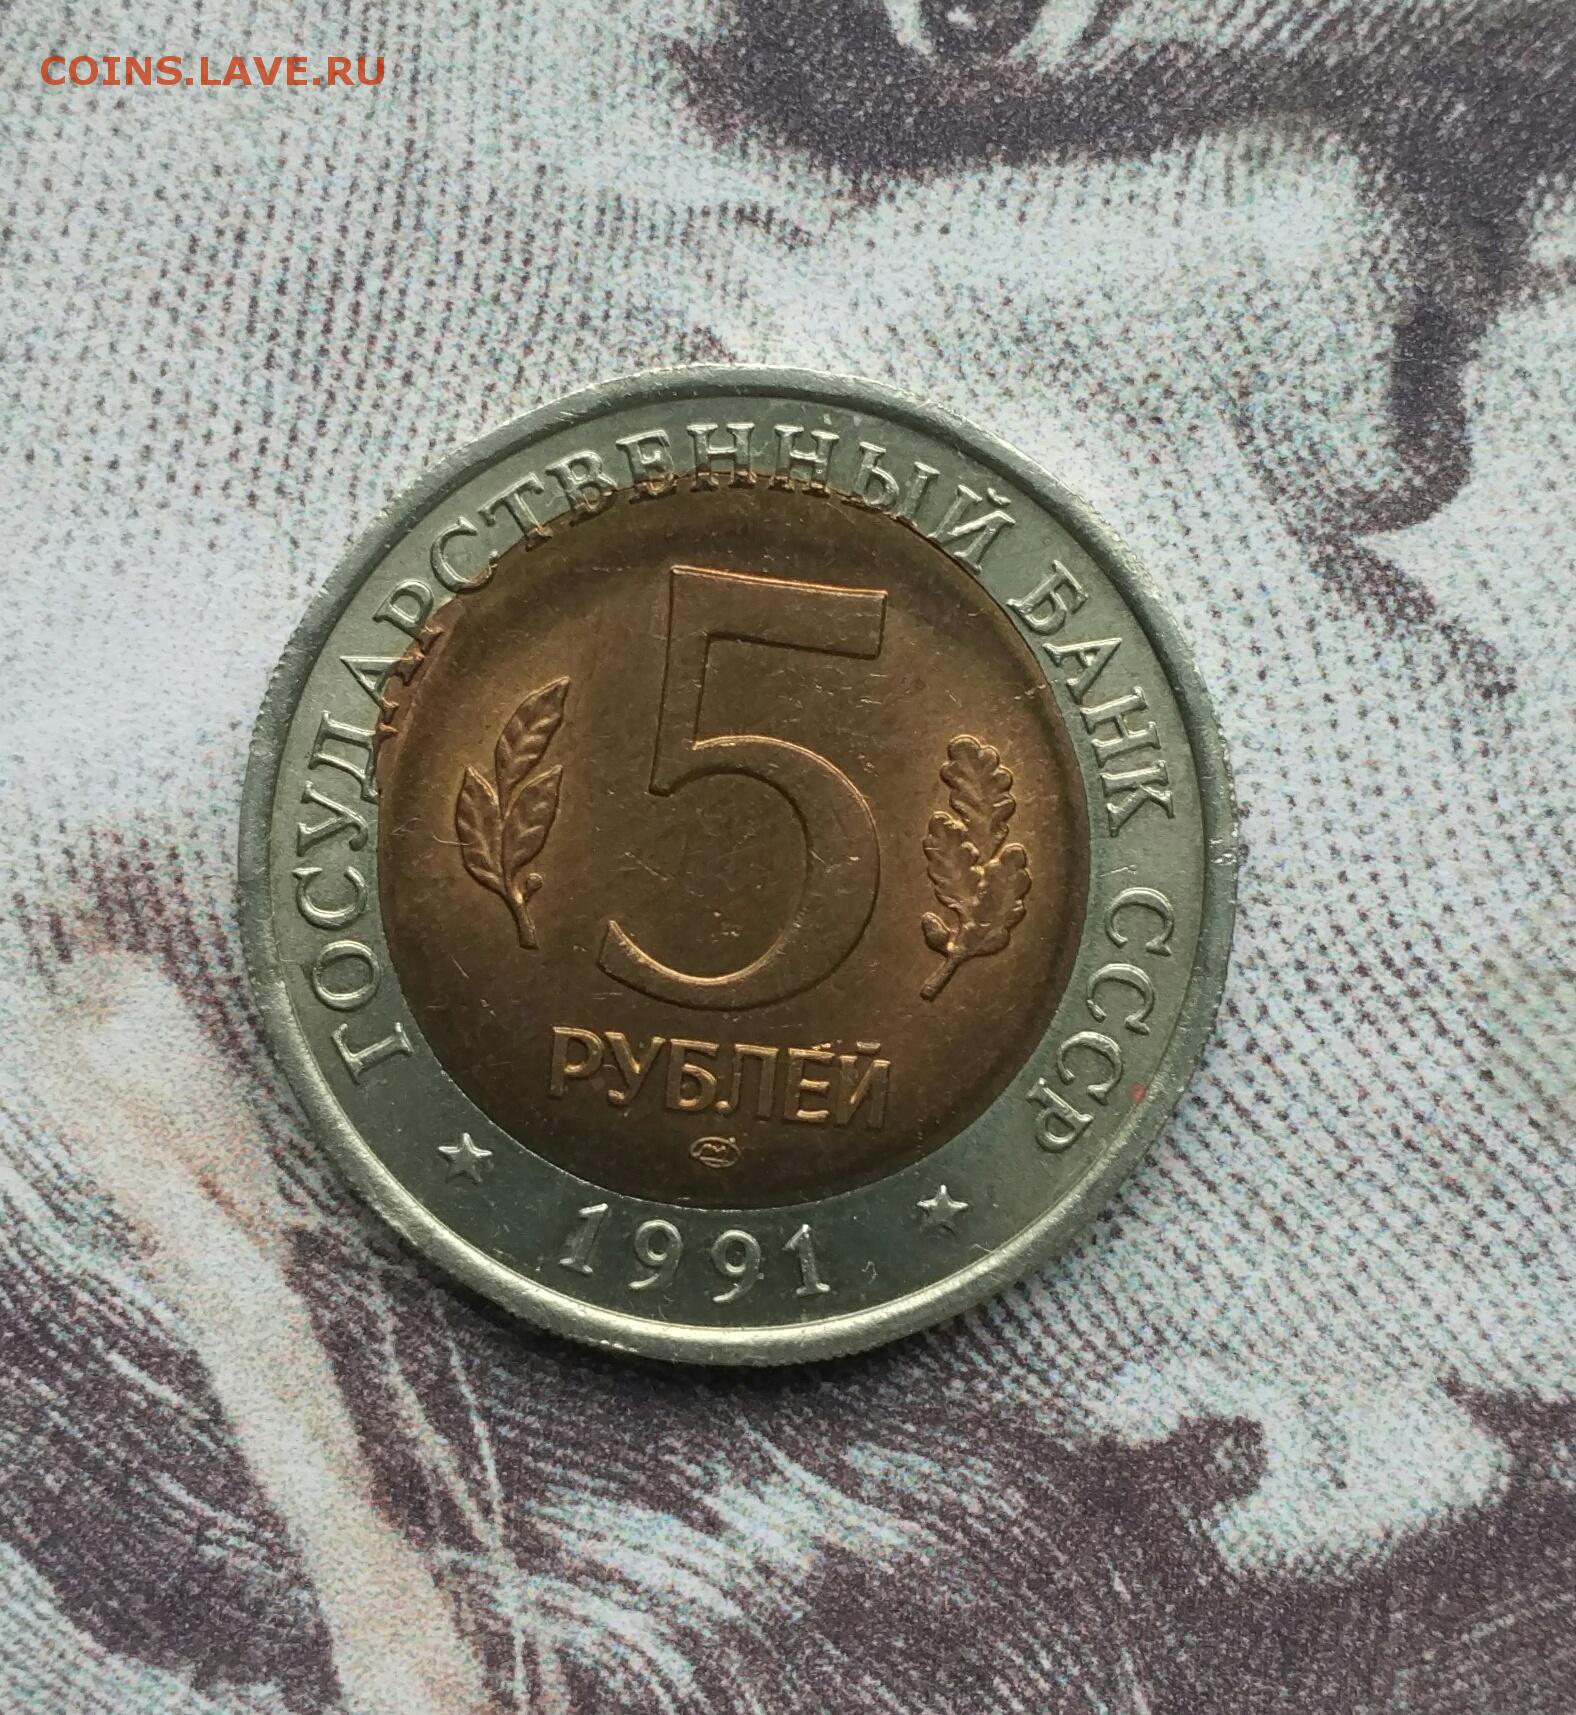 COINS.LAVE.RU
ГОСУДАРСТВЕННЫЙ БАНК СССР
5
РУБЛЕЙ
1991